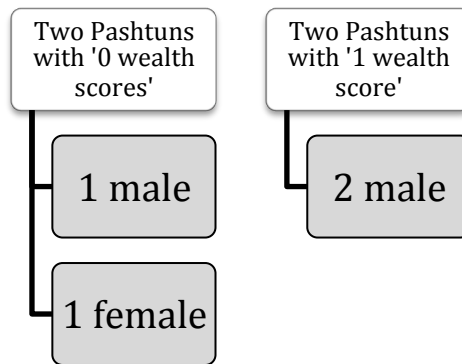 Two Pashtuns
with '0 wealth
scores'
1 male
1 female
Two Pashtuns
with '1 wealth
score'
2 male